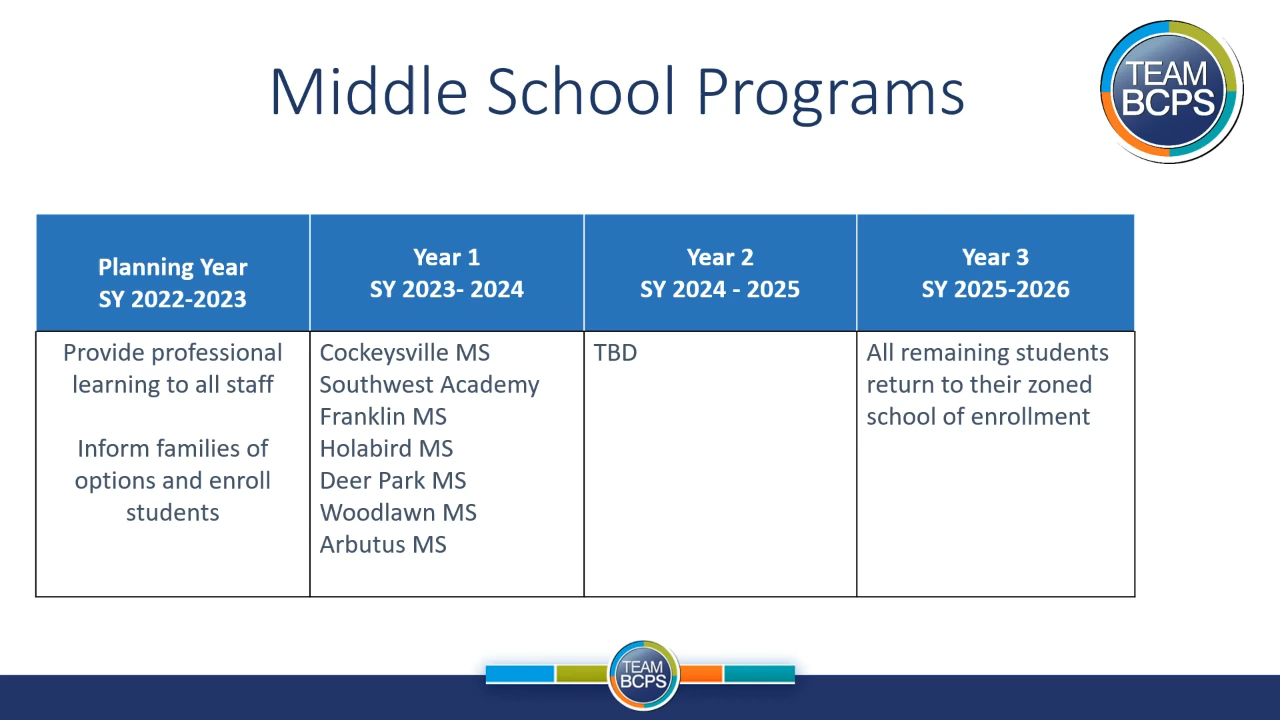 Middle School Programs
TEAM
BCPS
Planning Year
SY 2022-2023
Year 1
SY 2023- 2024
Year 2
SY 2024 - 2025
Year 3
SY 2025-2026
Provide professional
learning to all staff
Inform families of
options and enroll
students
Cockeysville MS
Southwest Academy
Franklin MS
Holabird MS
Deer Park MS
Woodlawn MS
Arbutus MS
TBD
All remaining students
return to their zoned
school of enrollment
TEAM
BCPS